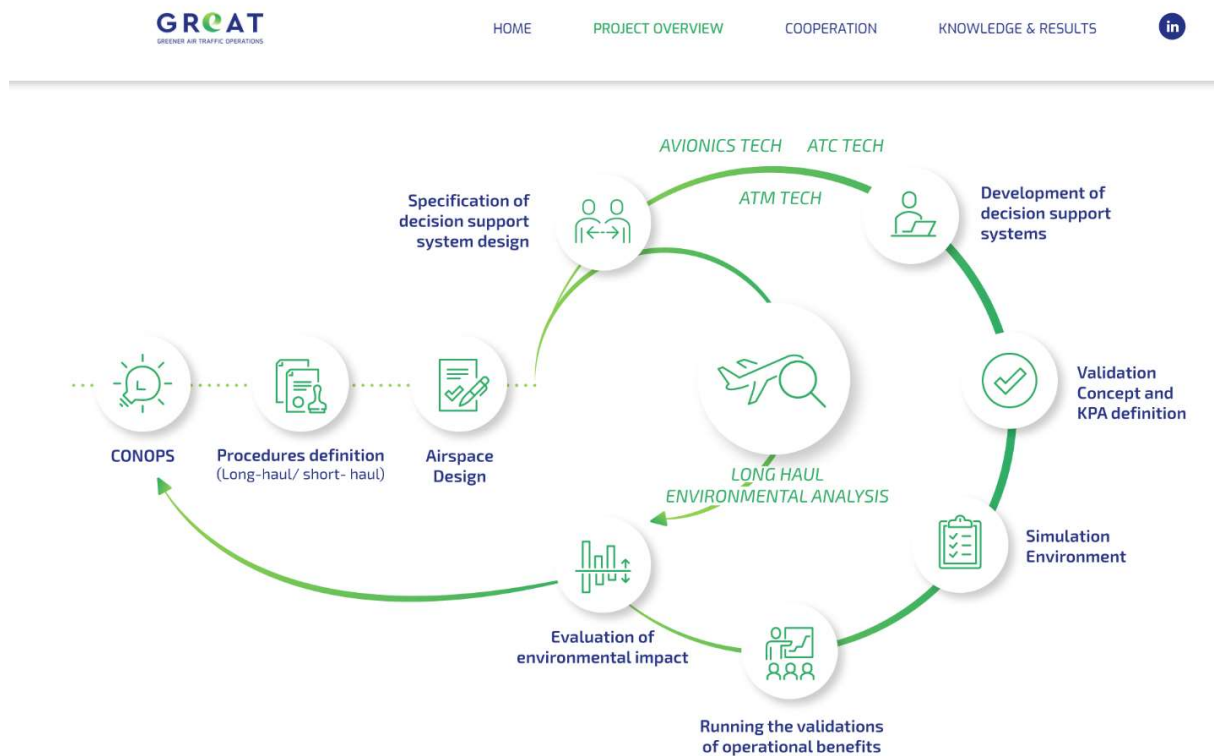 GREAT
GREENER AIR TRAFFIC OPERATIONS
HOME
PROJECT OVERVIEW
COOPERATION
KNOWLEDGE & RESULTS
in
AVIONICS TECH
ATC TECH
ATM TECH
Specification of
decision support
system design
Development of
decision support
systems
CONOPS
Procedures definition
(Long-haul/ short- haul)
Airspace
Design
Validation
Concept and
KPA definition
LONG HAUL
ENVIRONMENTAL ANALYSIS
Simulation
Environment
Evaluation of
environmental impact
Running the validations
of operational benefits